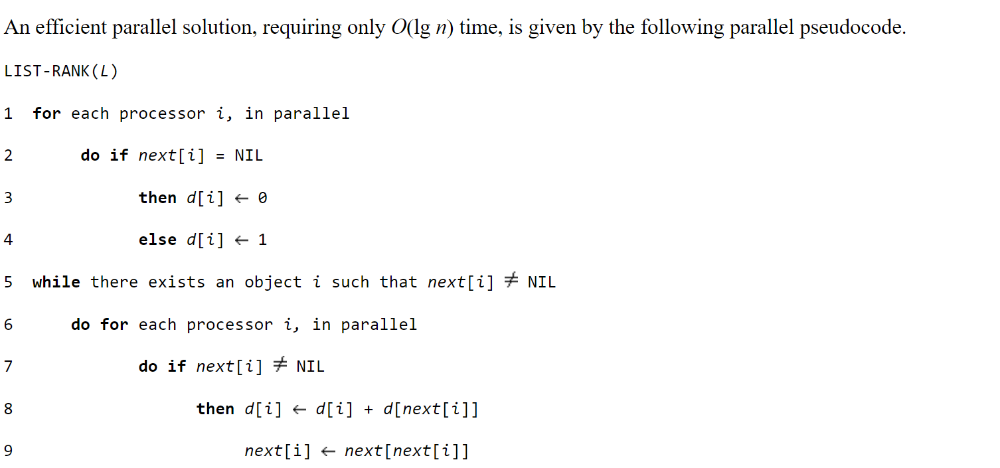 An efficient parallel solution, requiring only O(lg n) time, is given by the following parallel pseudocode.
LIST-RANK(L)
1 for each processor i, in parallel
2 do if next[i] = NIL
3 then d[i] ← 0
4 else d[i] ← 1
5 while there exists an object i such that next[i] ≠ NIL
6 do for each processor i, in parallel
7 do if next[i] ≠ NIL
8 then d[i] ← d[i] + d[next[i]]
9 next[i] ← next[next[i]]